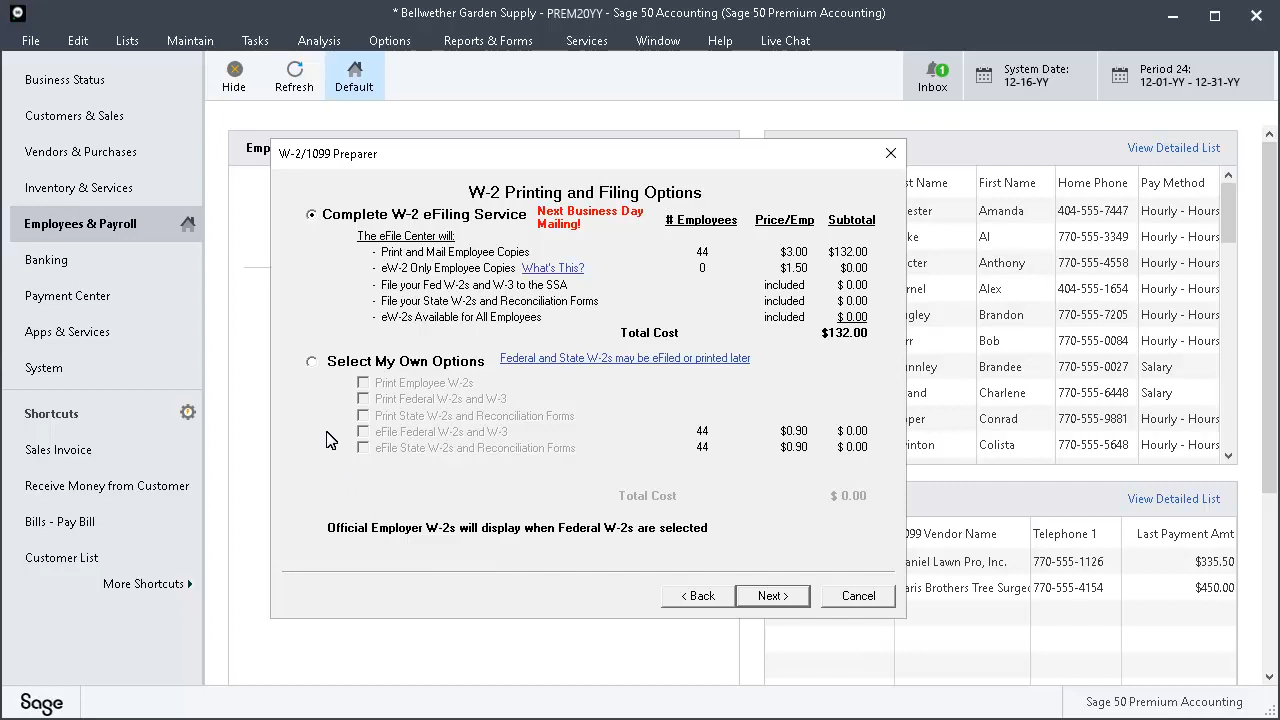 * Bellwether Garden Supply - PREM20YY - Sage 50 Accounting (Sage 50 Premium Accounting)
File Edit Lists Maintain Tasks Analysis Options Reports & Forms Services Window Help Live Chat
Business Status
Customers & Sales
Vendors & Purchases
Inventory & Services
Employees & Payroll
Banking
Payment Center
Apps & Services
System
Shortcuts
Sales Invoice
Receive Money from Customer
Bills - Pay Bill
Customer List
More Shortcuts
Hide Refresh Default
1
Inbox
System Date:
12-16-YY
Period 24:
12-01-YY - 12-31-YY
Emp
W-2/1099 Preparer
W-2 Printing and Filing Options
Complete W-2 eFiling Service Next Business Day # Employees Price/Emp Subtotal
Mailing!
The eFile Center will:
- Print and Mail Employee Copies 44 $3.00 $132.00
- eW-2 Only Employee Copies What's This? 0 $1.50 $0.00
- File your Fed W-2s and W-3 to the SSA included $ 0.00
- File your State W-2s and Reconciliation Forms included $ 0.00
- eW-2s Available for All Employees included $ 0.00
Total Cost $132.00
Select My Own Options Federal and State W-2s may be eFiled or printed later
Print Employee W-2s
Print Federal W-2s and W-3
Print State W-2s and Reconciliation Forms
eFile Federal W-2s and W-3 44 $0.90 $ 0.00
eFile State W-2s and Reconciliation Forms 44 $0.90 $ 0.00
Total Cost $ 0.00
Official Employer W-2s will display when Federal W-2s are selected
< Back Next > Cancel
View Detailed List
st Name First Name Home Phone Pay Method
ester Amanda 404-555-7447 Hourly - Hours
ke Al 770-555-3349 Hourly - Hours
cter Anthony 770-555-4558 Hourly - Hours
nel Alex 404-555-1654 Hourly - Hours
gley Brandon 770-555-7205 Hourly - Hours
rr Bob 770-555-0084 Hourly - Hours
nnley Brandee 770-555-0027 Salary
and Charlene 770-555-6448 Salary
per Conrad 770-555-9881 Hourly - Hours
inton Colista 770-555-5648 Hourly - Hours
View Detailed List
099 Vendor Name Telephone 1 Last Payment Amt
aniel Lawn Pro, Inc. 770-555-1126 $335.50
aris Brothers Tree Surge 770-555-4154 $450.00
Sage
Sage 50 Premium Accounting